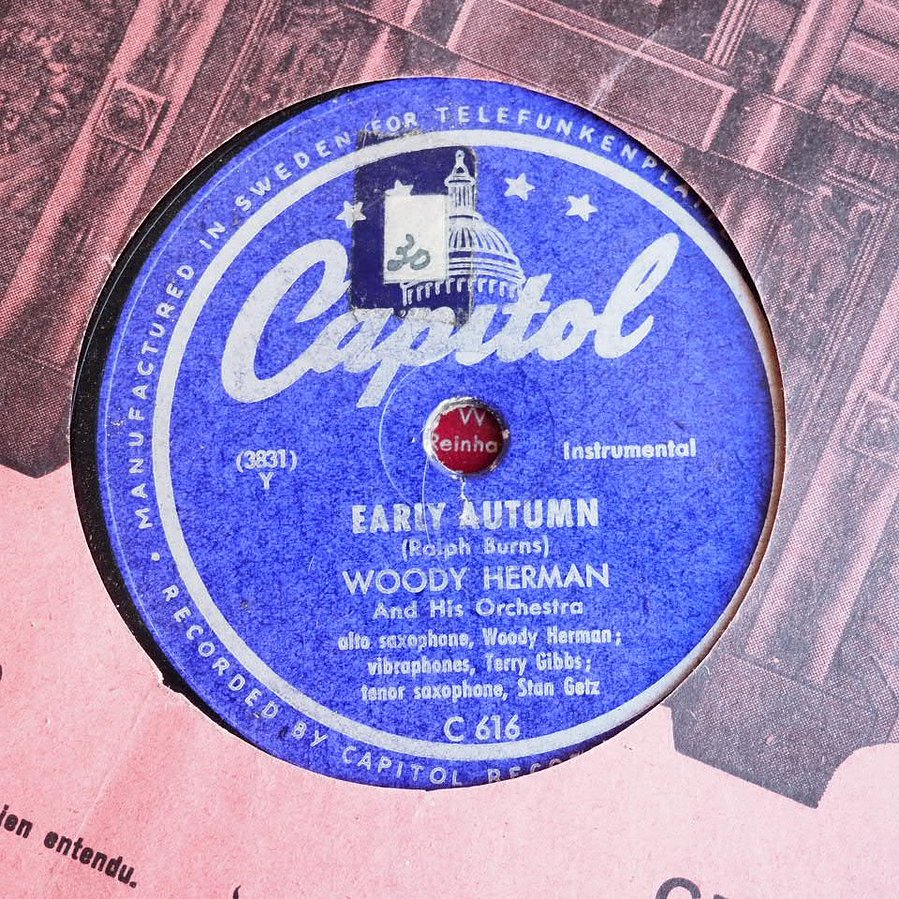 MANUFACTURED IN SWEDEN FOR TELEFUNKENPLA
30
Capitol
W
Reinha
(3831)
Y
Instrumental
EARLY AUTUMN
(Ralph Burns)
WOODY HERMAN
And His Orchestra
alto saxophone, Woody Herman;
vibraphones, Terry Gibbs;
tenor saxophone, Stan Getz
C 616
• RECORDED BY CAPITOL RECO
ien entendu.